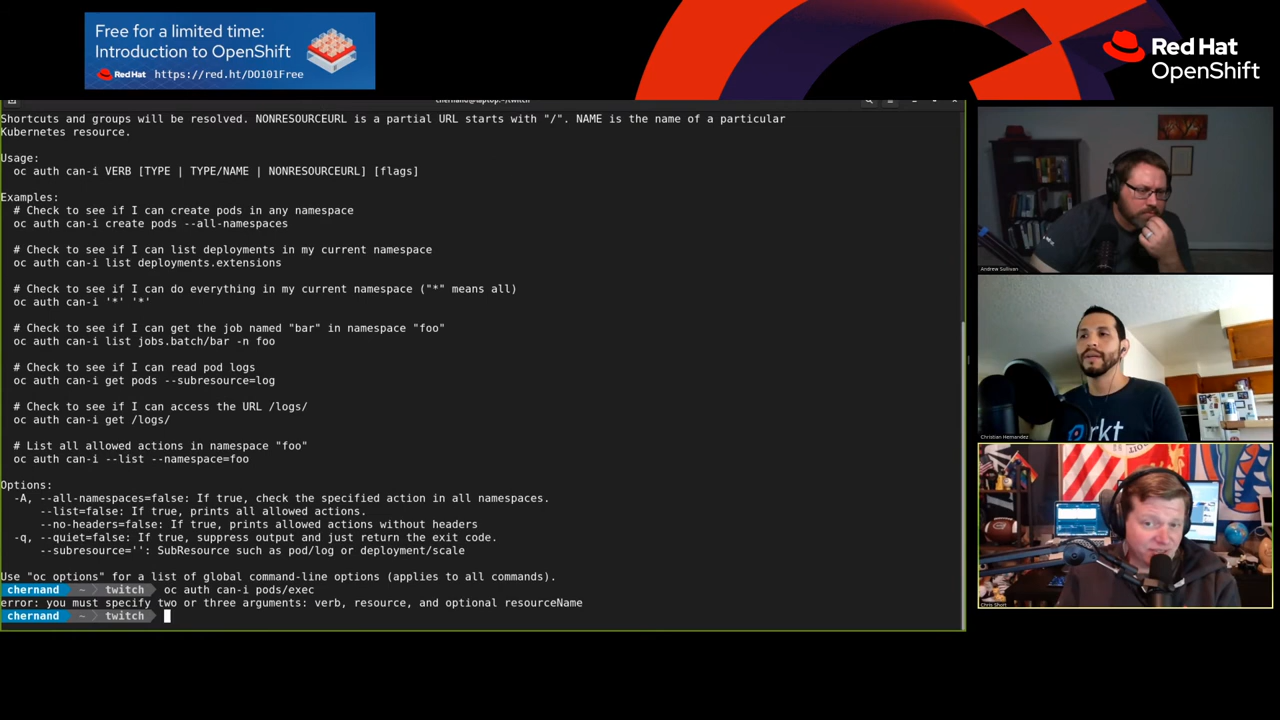 Free for a limited time:
Introduction to OpenShift
Red Hat https://red.ht/DO101Free
Red Hat
OpenShift
chernand@laptop:~/twitch
Shortcuts and groups will be resolved. NONRESOURCEURL is a partial URL starts with "/". NAME is the name of a particular
Kubernetes resource.
Usage:
oc auth can-i VERB [TYPE | TYPE/NAME | NONRESOURCEURL] [flags]
Examples:
# Check to see if I can create pods in any namespace
oc auth can-i create pods --all-namespaces
# Check to see if I can list deployments in my current namespace
oc auth can-i list deployments.extensions
# Check to see if I can do everything in my current namespace ("*" means all)
oc auth can-i '*' '*'
# Check to see if I can get the job named "bar" in namespace "foo"
oc auth can-i list jobs.batch/bar -n foo
# Check to see if I can read pod logs
oc auth can-i get pods --subresource=log
# Check to see if I can access the URL /logs/
oc auth can-i get /logs/
# List all allowed actions in namespace "foo"
oc auth can-i --list --namespace=foo
Options:
-A, --all-namespaces=false: If true, check the specified action in all namespaces.
--list=false: If true, prints all allowed actions.
--no-headers=false: If true, prints allowed actions without headers
-q, --quiet=false: If true, suppress output and just return the exit code.
--subresource='': SubResource such as pod/log or deployment/scale
Use "oc options" for a list of global command-line options (applies to all commands).
chernand ~ twitch oc auth can-i pods/exec
error: you must specify two or three arguments: verb, resource, and optional resourceName
chernand ~ twitch
Andrew Sullivan
rkt
Christian Hernandez
Chris Short